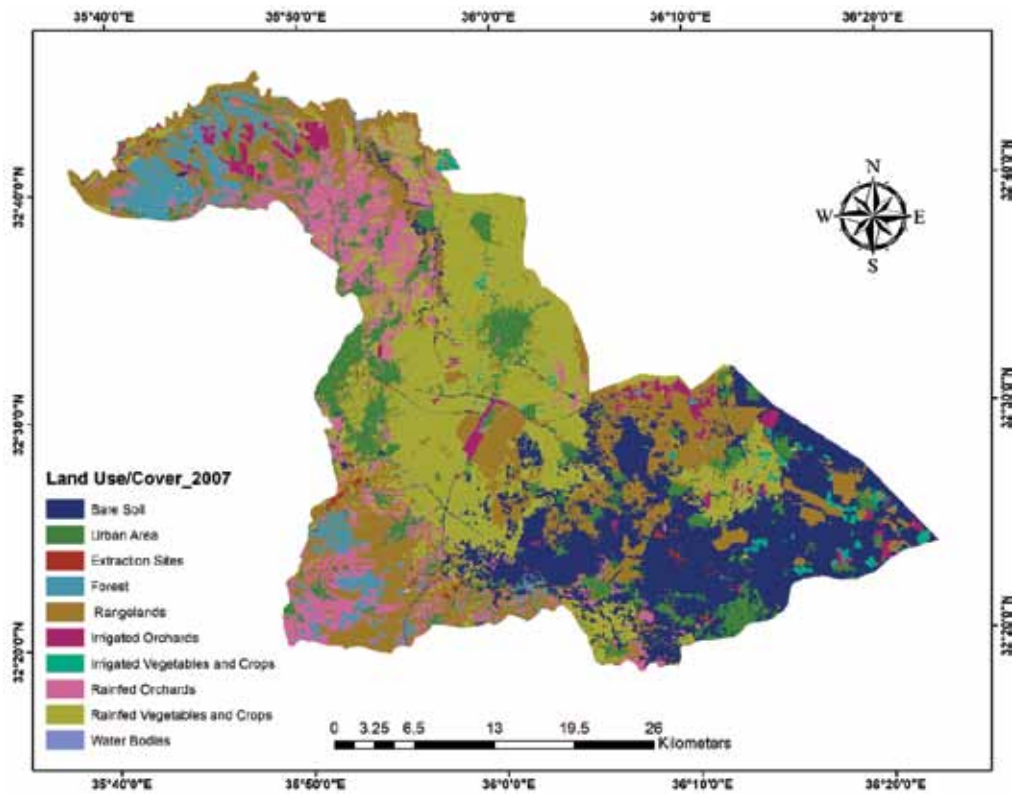 35°40'0"E 35°50'0"E 36°0'0"E 36°10'0"E 36°20'0"E
32°40'0"N
32°30'0"N
32°20'0"N
N
W E
S
Land Use/Cover_2007
Bare Soil
Urban Area
Extraction Sites
Forest
Rangelands
Irrigated Orchards
Irrigated Vegetables and Crops
Rainfed Orchards
Rainfed Vegetables and Crops
Water Bodies
0 3.25 6.5 13 19.5 26
Kilometers
35°40'0"E 35°50'0"E 36°0'0"E 36°10'0"E 36°20'0"E